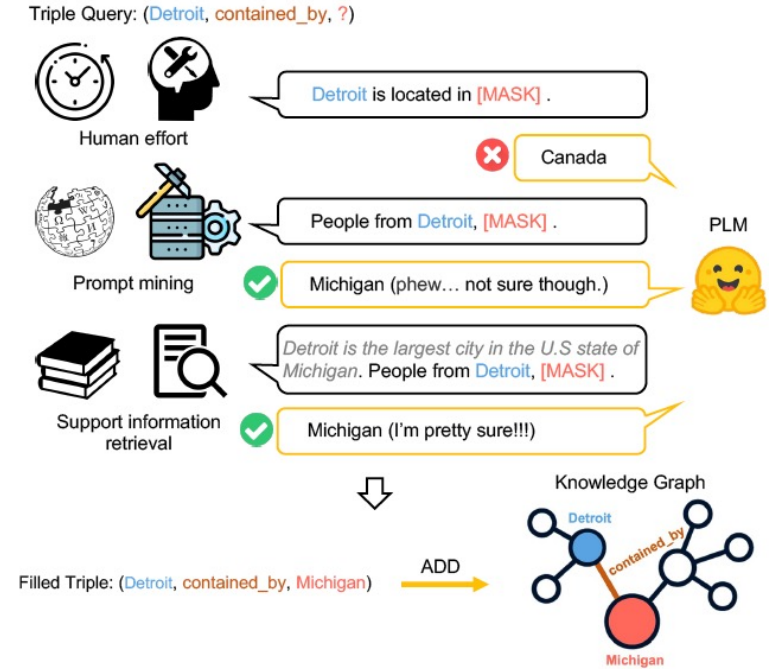 Triple Query: (Detroit, contained_by, ?)
Detroit is located in [MASK] .
Human effort
Canada
PLM
People from Detroit, [MASK] .
Prompt mining
Michigan (phew… not sure though.)
Detroit is the largest city in the U.S state of
Michigan. People from Detroit, [MASK] .
Support information
retrieval
Michigan (I'm pretty sure!!!)
Knowledge Graph
Detroit
contained_by
ADD
Filled Triple: (Detroit, contained_by, Michigan)
Michigan